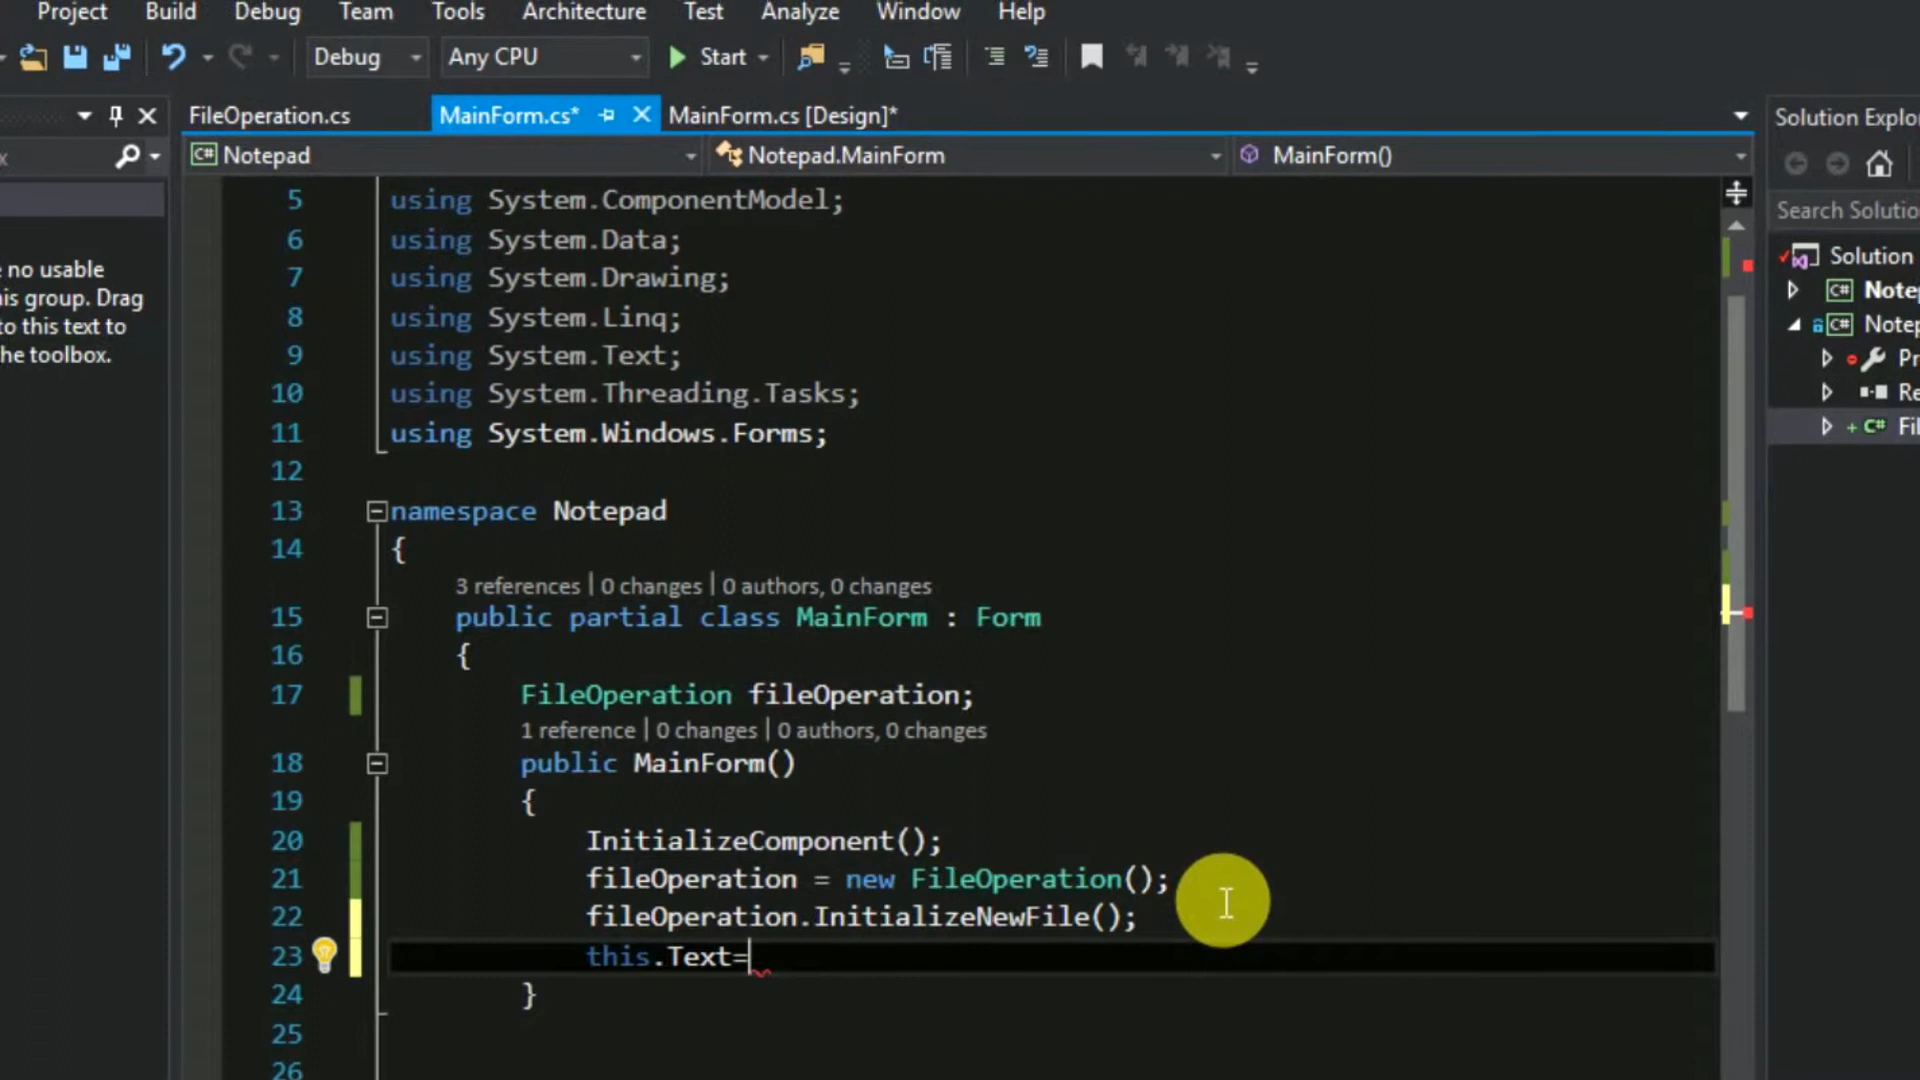 Project Build Debug Team Tools Architecture Test Analyze Window Help
Debug Any CPU Start
FileOperation.cs MainForm.cs* MainForm.cs [Design]* Solution Explo
x Notepad Notepad.MainForm MainForm()
Search Solutio
no usable
is group. Drag
to this text to
he toolbox.
Solution
Note
Note
Pr
Re
Fi
5 using System.ComponentModel;
6 using System.Data;
7 using System.Drawing;
8 using System.Linq;
9 using System.Text;
10 using System.Threading.Tasks;
11 using System.Windows.Forms;
12
13 namespace Notepad
14 {
3 references | 0 changes | 0 authors, 0 changes
15 public partial class MainForm : Form
16 {
17 FileOperation fileOperation;
1 reference | 0 changes | 0 authors, 0 changes
18 public MainForm()
19 {
20 InitializeComponent();
21 fileOperation = new FileOperation();
22 fileOperation.InitializeNewFile();
23 this.Text=
24 }
25
26